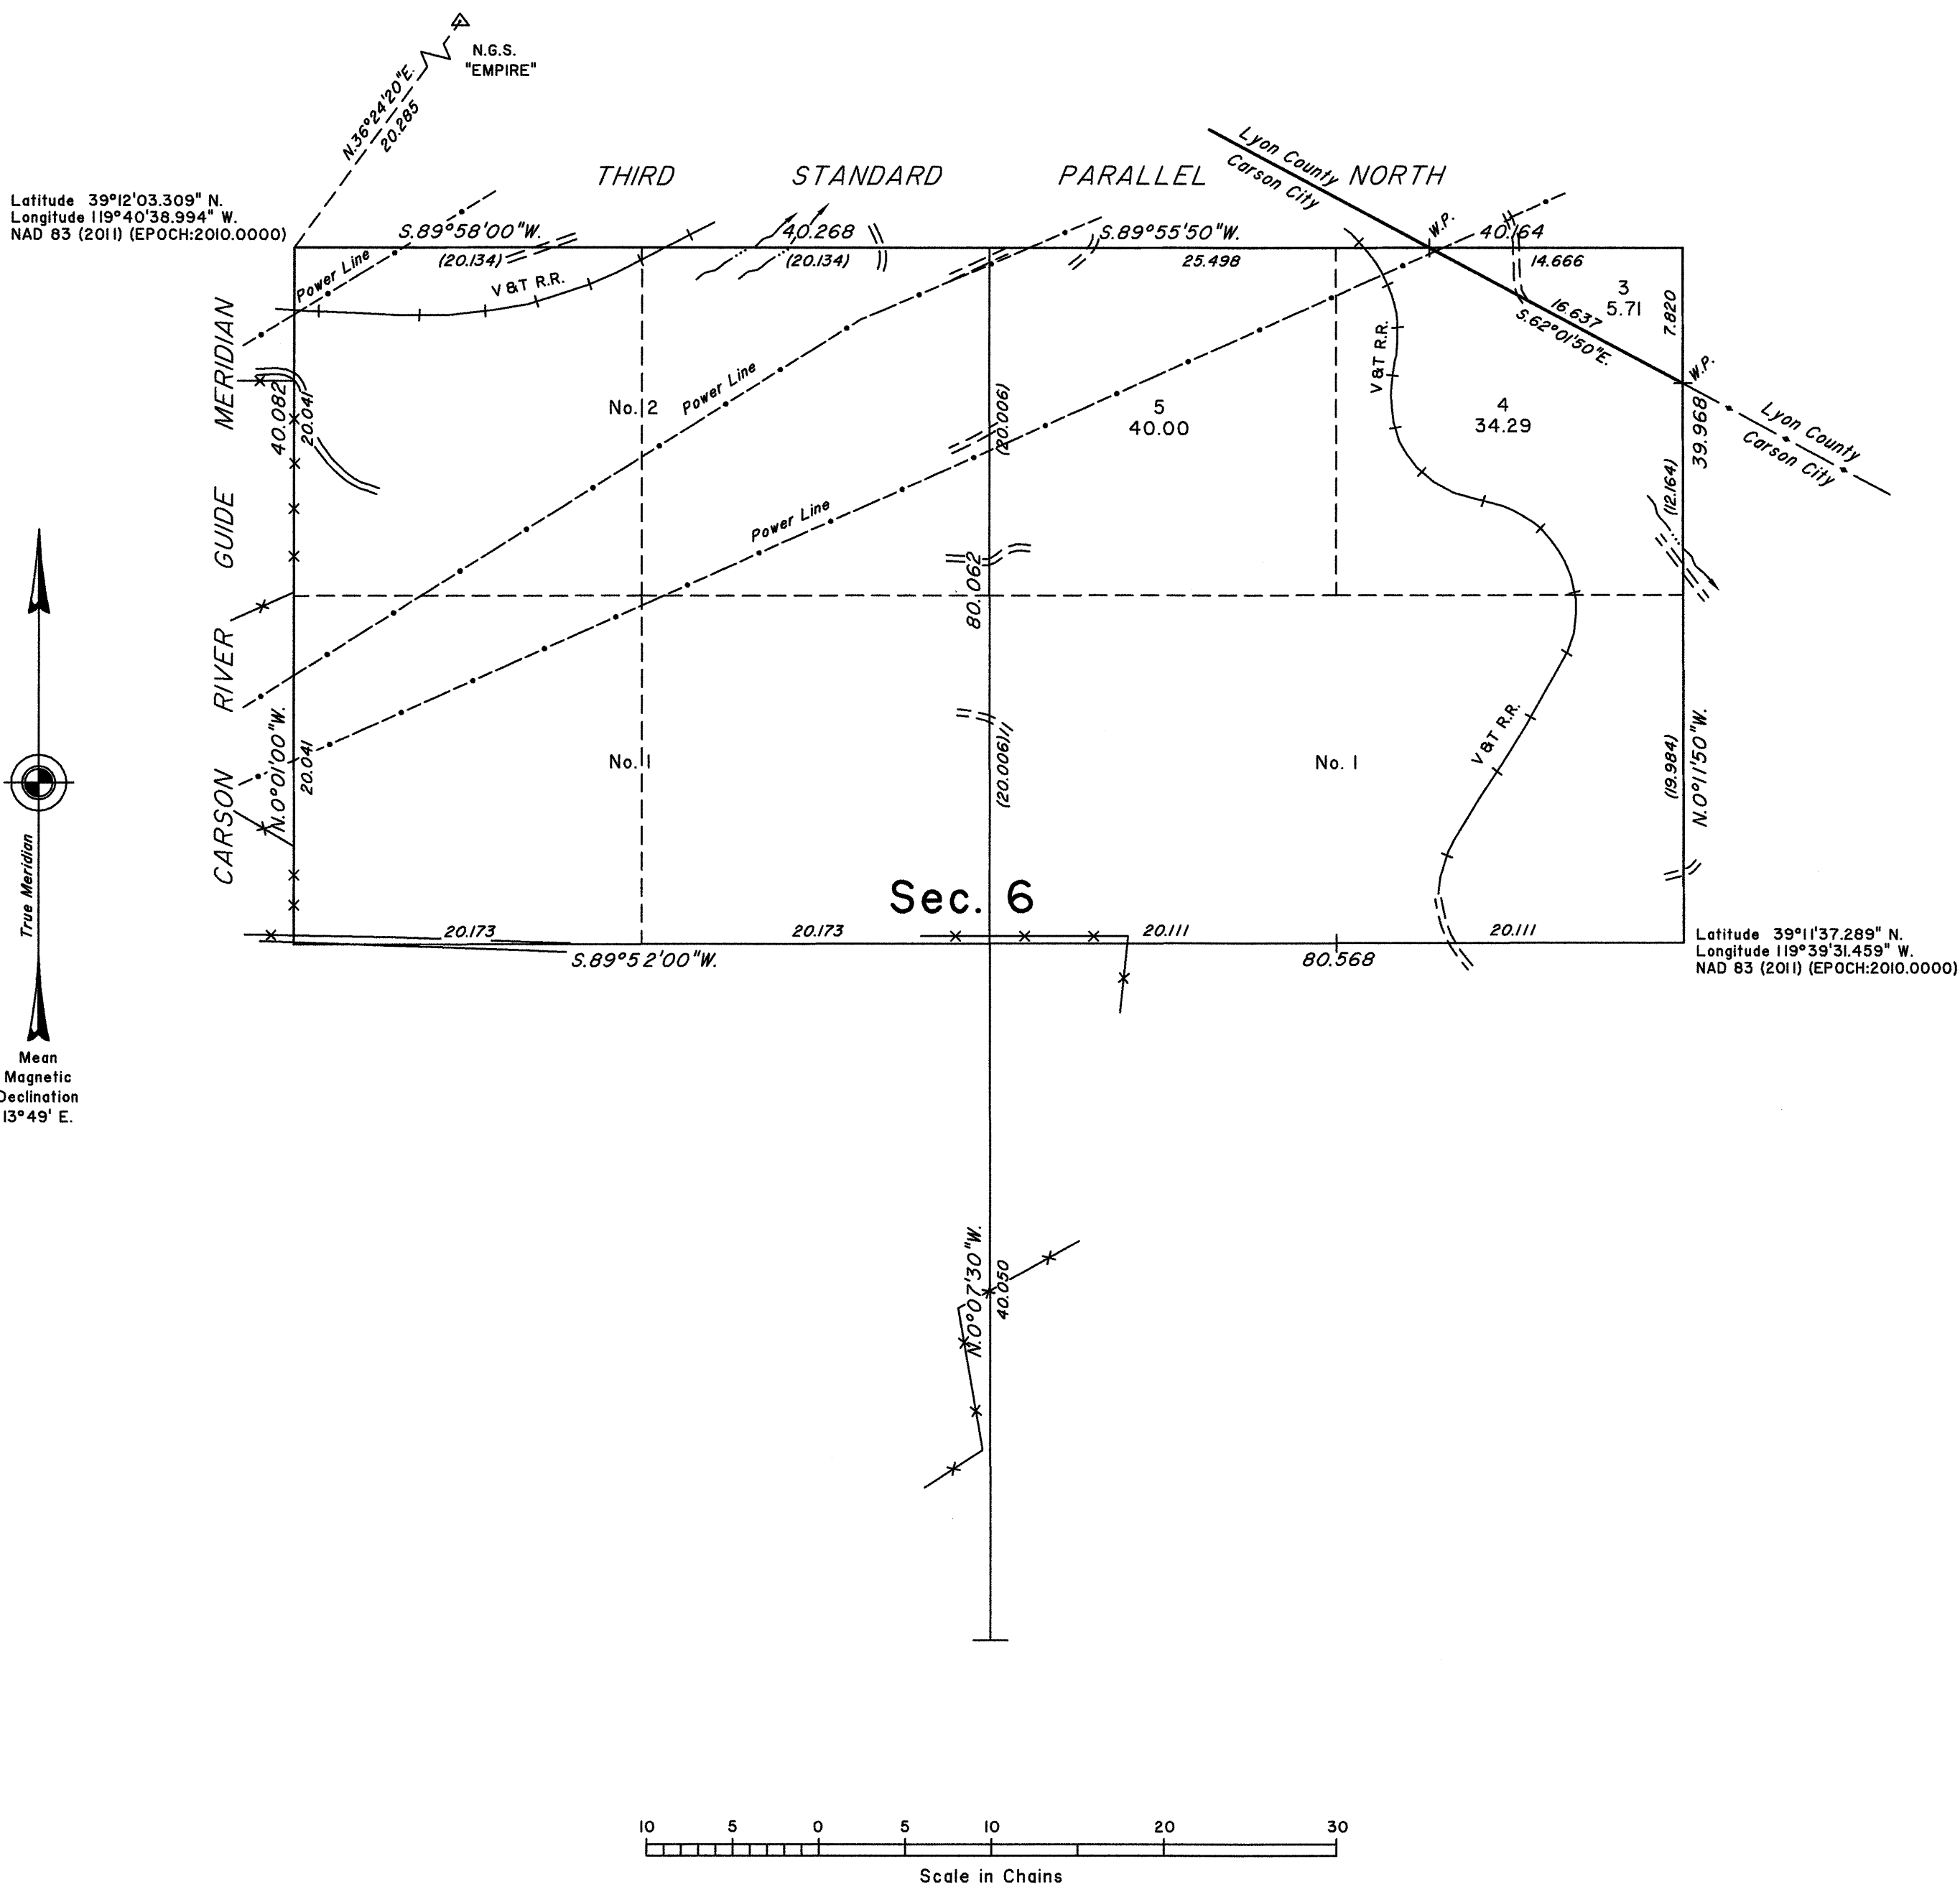 N.G.S.
"EMPIRE"
N.36°24'20"E.
20.285
Lyon County
Carson City
THIRD STANDARD PARALLEL NORTH
Latitude 39°12'03.309" N.
Longitude 119°40'38.994" W.
NAD 83 (2011) (EPOCH:2010.0000)
S.89°58'00"W.
40.268
S.89°55'50"W.
W.P.
40.164
(20.134)
(20.134)
25.498
14.666
Power Line
V&T R.R.
3
5.71
7.820
16.637
S.62°01'50"E.
W.P.
V&T R.R.
Power Line
No. 2
5
40.00
4
34.29
40.082
20.041
(20.006)
39.968
Lyon County
Carson City
(12.164)
Power Line
80.062
CARSON RIVER GUIDE MERIDIAN
N.0°01'00"W.
20.041
No. 1
(20.006)
No. 1
V&T R.R.
(19.984)
N.0°11'50"W.
True Meridian
Sec. 6
20.173
20.173
20.111
20.111
S.89°52'00"W.
80.568
Latitude 39°11'37.289" N.
Longitude 119°39'31.459" W.
NAD 83 (2011) (EPOCH:2010.0000)
Mean
Magnetic
Declination
13°49' E.
N.0°07'30"W.
40.050
10 5 0 5 10 20 30
Scale in Chains